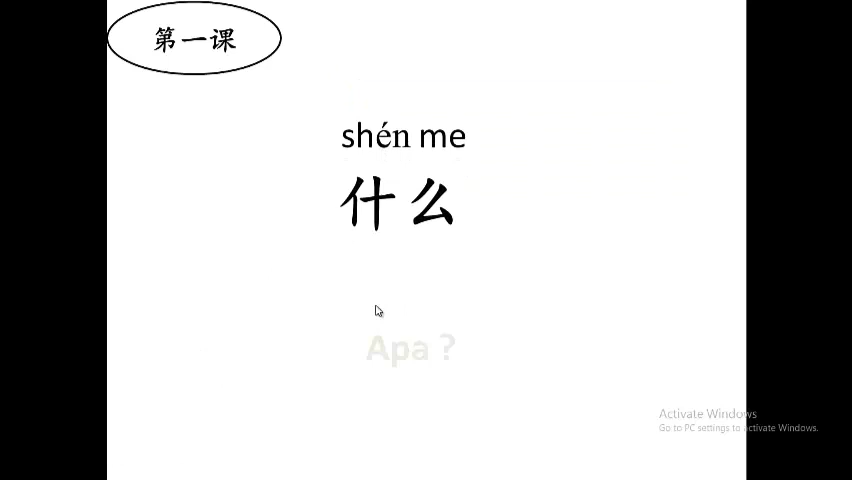 第一课
shén me
什么
Apa ?
Activate Windows
Go to PC settings to activate Windows.